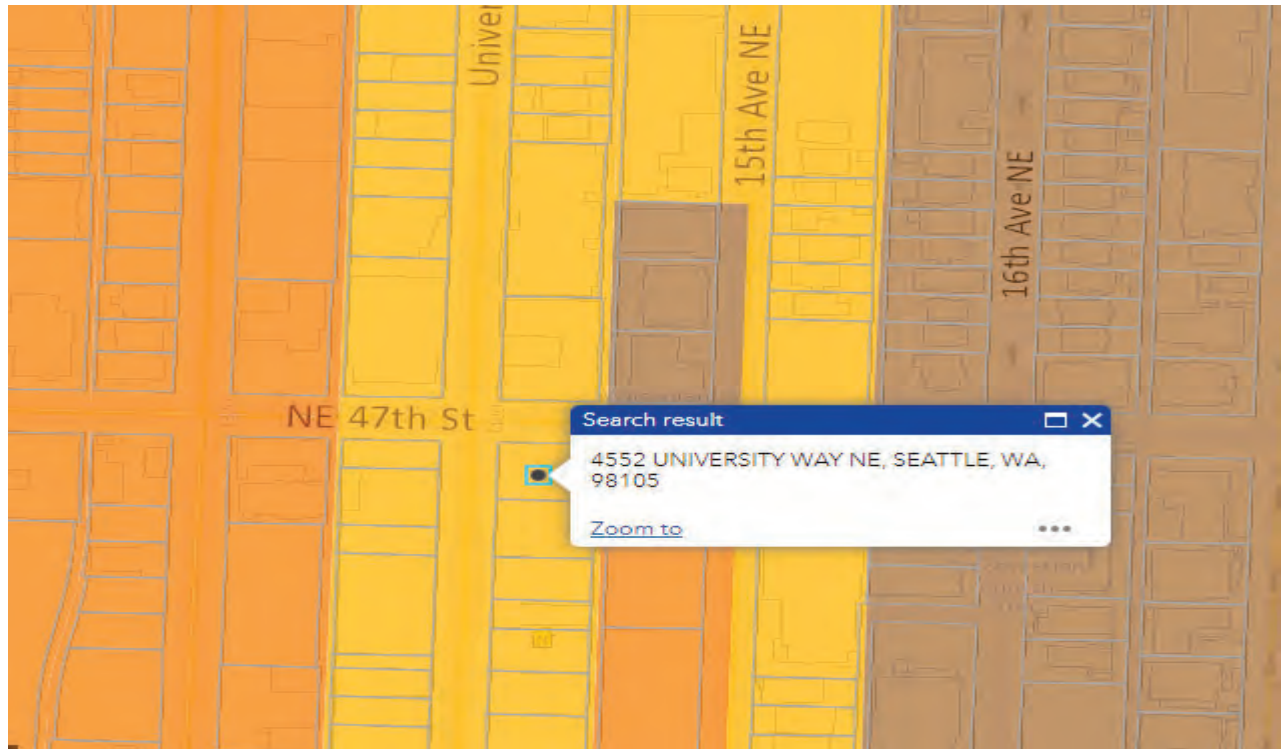 Univer
15th Ave NE
16th Ave NE
NE 47th St
Search result
4552 UNIVERSITY WAY NE, SEATTLE, WA,
98105
Zoom to